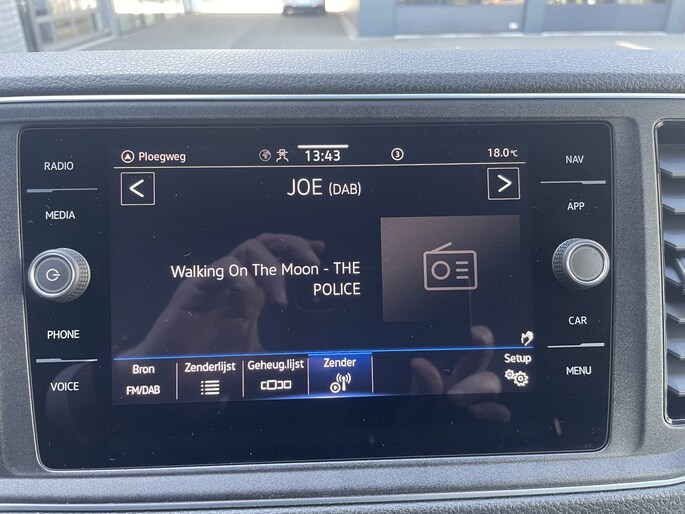 RADIO
MEDIA
PHONE
VOICE
Ploegweg
13:43
3
18.0°C
JOE (DAB)
Walking On The Moon - THE
POLICE
Bron
FM/DAB
Zenderlijst
Geheug.lijst
Zender
Setup
NAV
APP
CAR
MENU